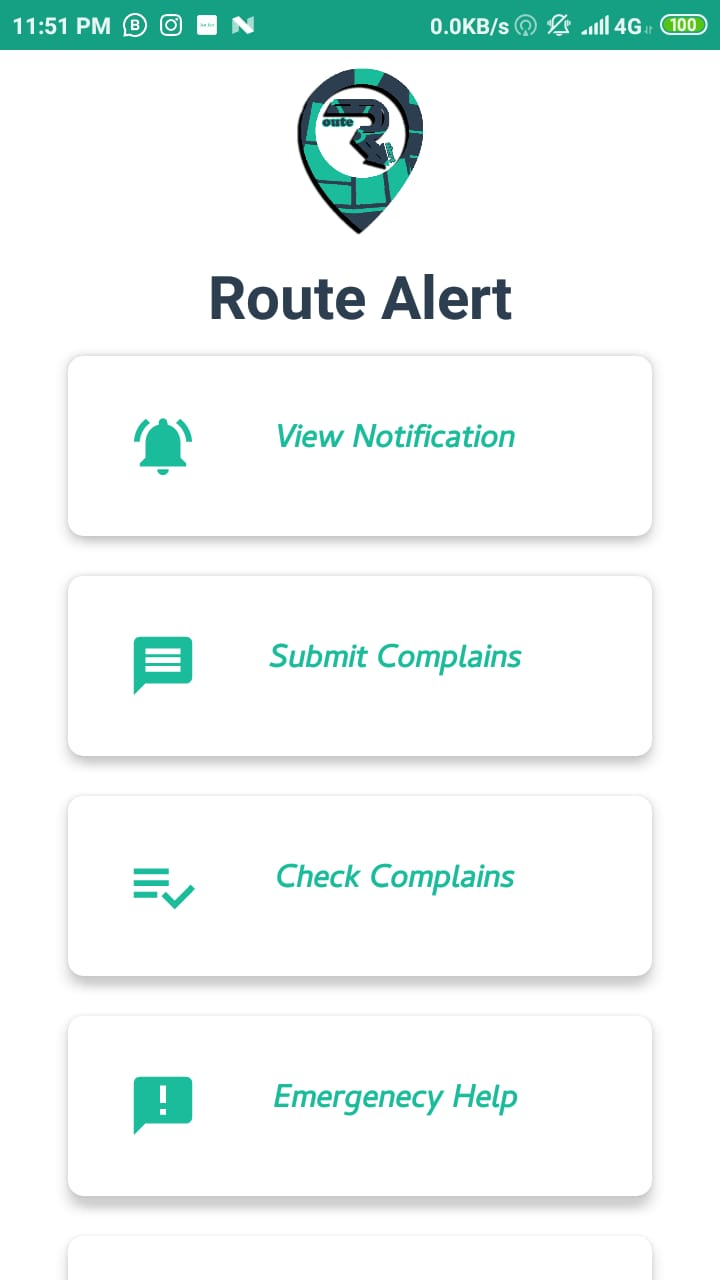 11:51 PM 0.0KB/s 4G 100
oute
Route Alert
View Notification
Submit Complains
Check Complains
Emergenecy Help